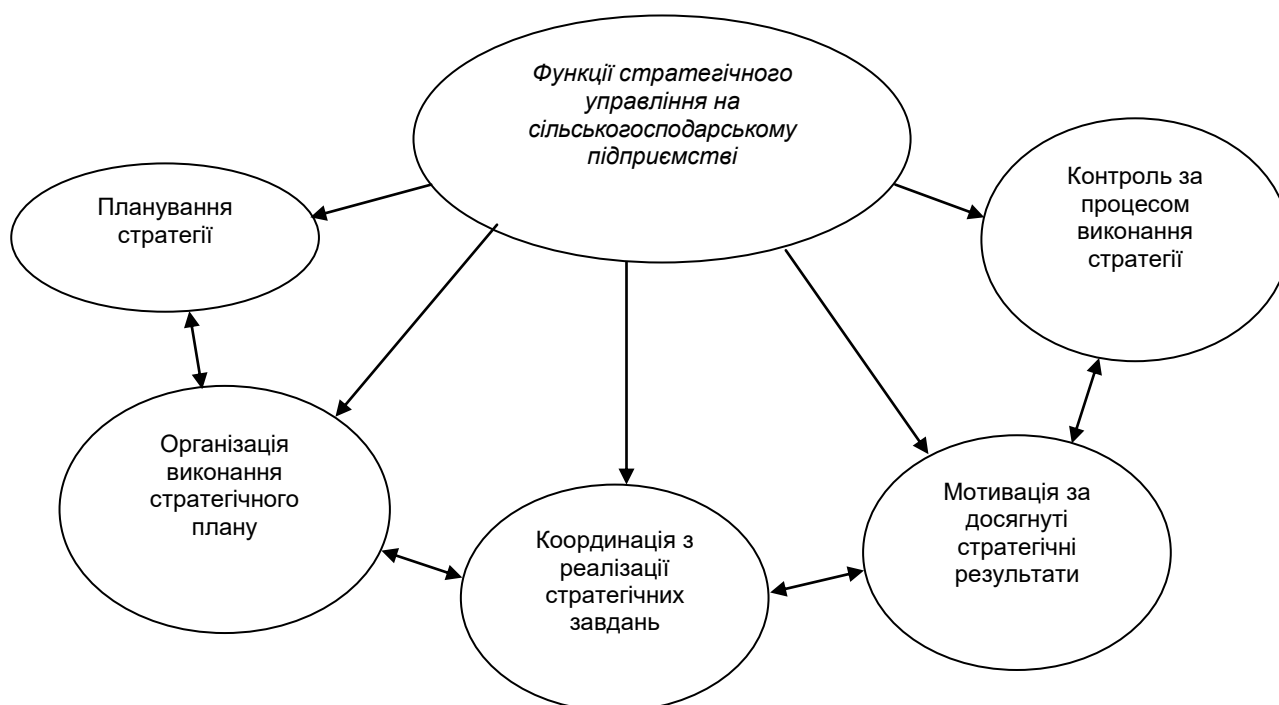 Функції стратегічного
управління на
сільськогосподарському
підприємстві
Планування
стратегії
Контроль за
процесом
виконання
стратегії
Організація
виконання
стратегічного
плану
Координація з
реалізації
стратегічних
завдань
Мотивація за
досягнуті
стратегічні
результати